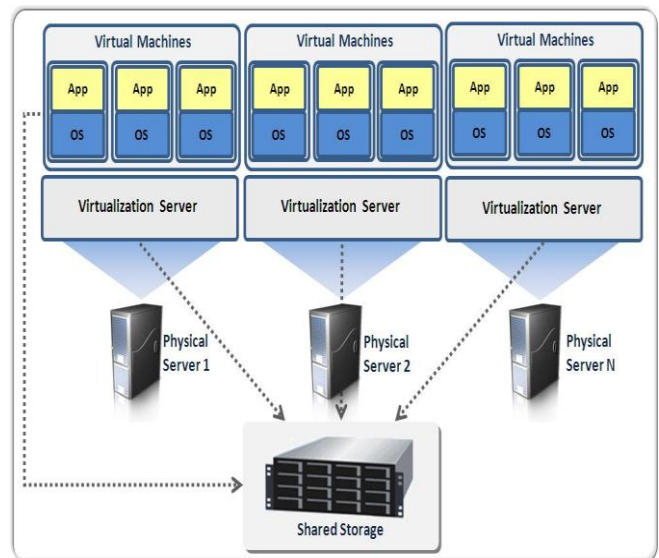 Virtual Machines
Virtual Machines
Virtual Machines
App App App
App App App
App App App
OS OS OS
OS OS OS
OS OS OS
Virtualization Server
Virtualization Server
Virtualization Server
Physical
Server 1
Physical
Server 2
Physical
Server N
Shared Storage